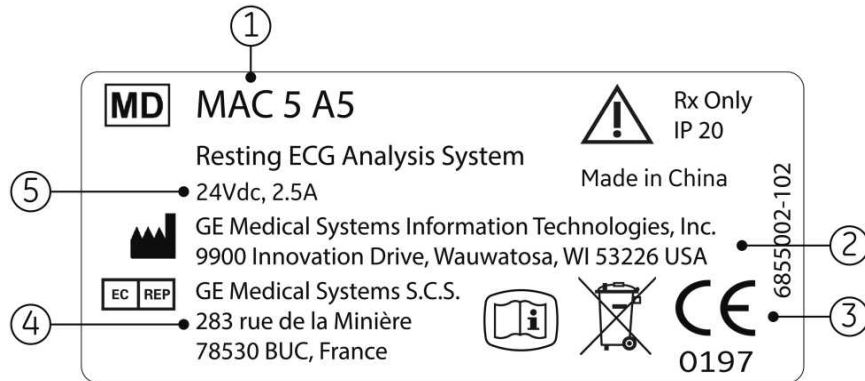 1
MD MAC 5 A5
Rx Only
IP 20
Resting ECG Analysis System
Made in China
5
24Vdc, 2.5A
GE Medical Systems Information Technologies, Inc.
9900 Innovation Drive, Wauwatosa, WI 53226 USA
2
6855002-102
EC REP
GE Medical Systems S.C.S.
4
283 rue de la Minière
78530 BUC, France
i
CE
0197
3